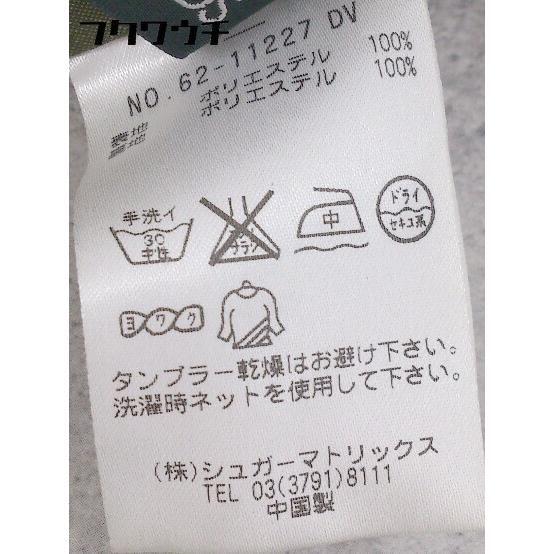 フクウクチ
NO. 62-11227 DV
表地 ポリエステル 100%
裏地 ポリエステル 100%
手洗イ
30
中性
中
ドライ
セキユ系
ヨワク
タンブラー乾燥はお避け下さい。
洗濯時ネットを使用して下さい。
(株)シュガーマトリックス
TEL 03(3791)8111
中国製